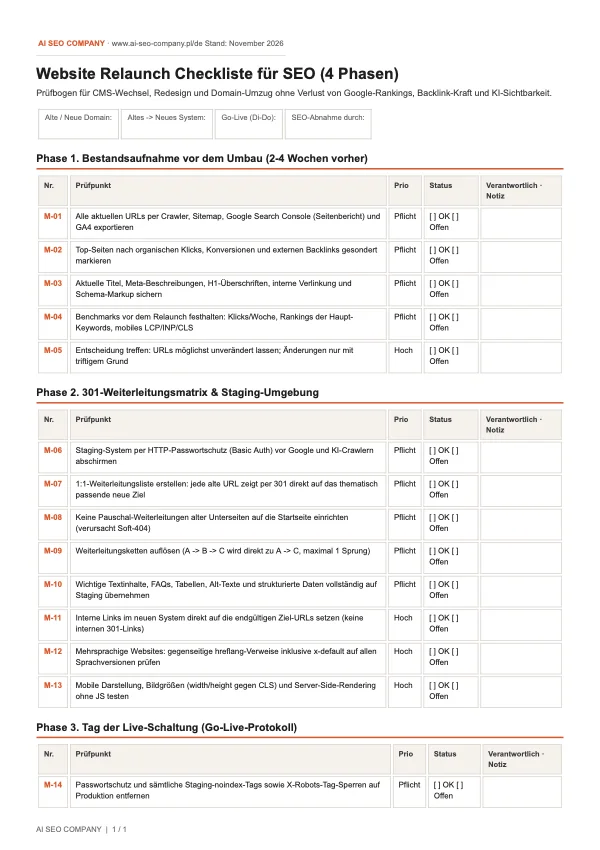 AI SEO COMPANY · www.ai-seo-company.pl/de Stand: November 2026
Website Relaunch Checkliste für SEO (4 Phasen)
Prüfbogen für CMS-Wechsel, Redesign und Domain-Umzug ohne Verlust von Google-Rankings, Backlink-Kraft und KI-Sichtbarkeit.
Alte / Neue Domain: Altes -> Neues System: Go-Live (Di-Do): SEO-Abnahme durch:
Phase 1. Bestandsaufnahme vor dem Umbau (2-4 Wochen vorher)
Nr. Prüfpunkt Prio Status Verantwortlich ·
Notiz
M-01 Alle aktuellen URLs per Crawler, Sitemap, Google Search Console (Seitenbericht) und Pflicht [ ] OK [ ]
GA4 exportieren Offen
M-02 Top-Seiten nach organischen Klicks, Konversionen und externen Backlinks gesondert Pflicht [ ] OK [ ]
markieren Offen
M-03 Aktuelle Titel, Meta-Beschreibungen, H1-Überschriften, interne Verlinkung und Pflicht [ ] OK [ ]
Schema-Markup sichern Offen
M-04 Benchmarks vor dem Relaunch festhalten: Klicks/Woche, Rankings der Haupt- Pflicht [ ] OK [ ]
Keywords, mobiles LCP/INP/CLS Offen
M-05 Entscheidung treffen: URLs möglichst unverändert lassen; Änderungen nur mit Hoch [ ] OK [ ]
triftigem Grund Offen
Phase 2. 301-Weiterleitungsmatrix & Staging-Umgebung
Nr. Prüfpunkt Prio Status Verantwortlich ·
Notiz
M-06 Staging-System per HTTP-Passwortschutz (Basic Auth) vor Google und KI-Crawlern Pflicht [ ] OK [ ]
abschirmen Offen
M-07 1:1-Weiterleitungsliste erstellen: jede alte URL zeigt per 301 direkt auf das thematisch Pflicht [ ] OK [ ]
passende neue Ziel Offen
M-08 Keine Pauschal-Weiterleitungen alter Unterseiten auf die Startseite einrichten Pflicht [ ] OK [ ]
(verursacht Soft-404) Offen
M-09 Weiterleitungsketten auflösen (A -> B -> C wird direkt zu A -> C, maximal 1 Sprung) Pflicht [ ] OK [ ]
Offen
M-10 Wichtige Textinhalte, FAQs, Tabellen, Alt-Texte und strukturierte Daten vollständig auf Pflicht [ ] OK [ ]
Staging übernehmen Offen
M-11 Interne Links im neuen System direkt auf die endgültigen Ziel-URLs setzen (keine Hoch [ ] OK [ ]
internen 301-Links) Offen
M-12 Mehrsprachige Websites: gegenseitige hreflang-Verweise inklusive x-default auf allen Hoch [ ] OK [ ]
Sprachversionen prüfen Offen
M-13 Mobile Darstellung, Bildgrößen (width/height gegen CLS) und Server-Side-Rendering Hoch [ ] OK [ ]
ohne JS testen Offen
Phase 3. Tag der Live-Schaltung (Go-Live-Protokoll)
Nr. Prüfpunkt Prio Status Verantwortlich ·
Notiz
M-14 Passwortschutz und sämtliche Staging-noindex-Tags sowie X-Robots-Tag-Sperren auf Pflicht [ ] OK [ ]
Produktion entfernen Offen
AI SEO COMPANY | 1 / 1